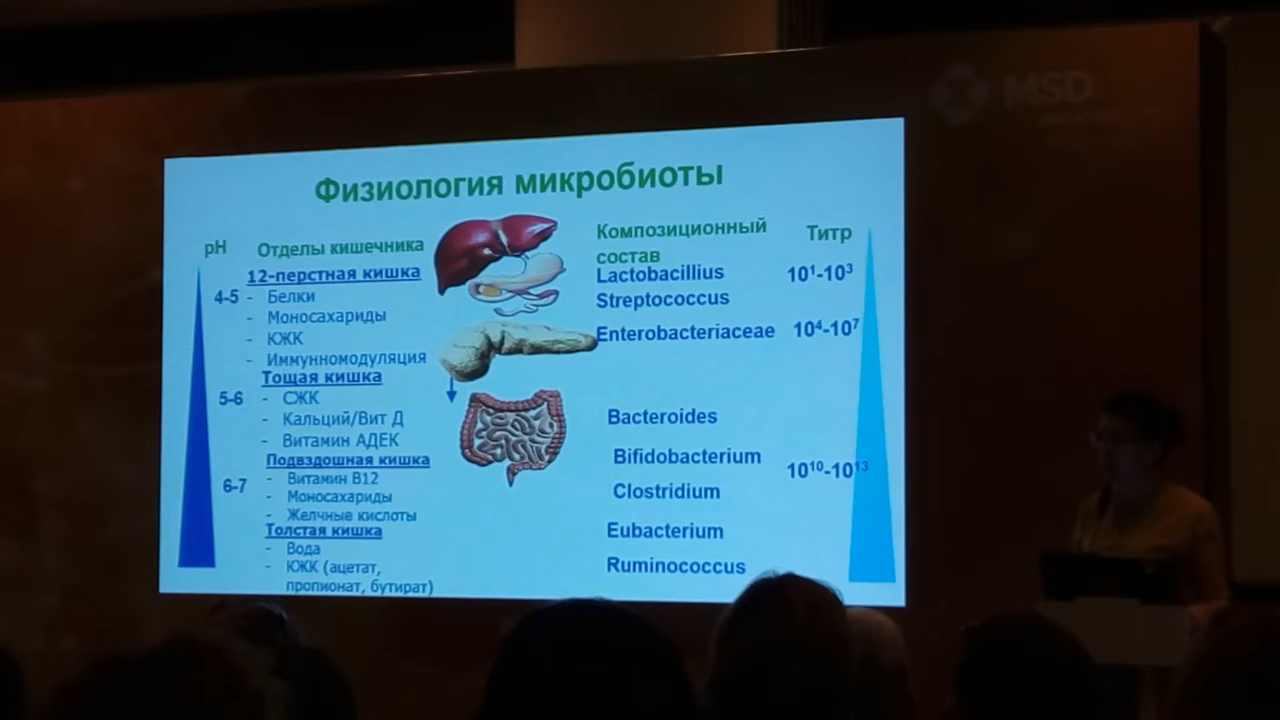 MSD
Физиология микробиоты
pH
Отделы кишечника
Композиционный
состав
Титр
12-перстная кишка
4-5
- Белки
- Моносахариды
- КЖК
- Иммунномодуляция
Тощая кишка
5-6
- СЖК
- Кальций/Вит Д
- Витамин АДЕК
Подвздошная кишка
6-7
- Витамин В12
- Моносахариды
- Желчные кислоты
Толстая кишка
- Вода
- КЖК (ацетат,
пропионат, бутират)
Lactobacillius
10¹-10³
Streptococcus
Enterobacteriaceae
10⁴-10⁷
Bacteroides
Bifidobacterium
10¹⁰-10¹³
Clostridium
Eubacterium
Ruminococcus